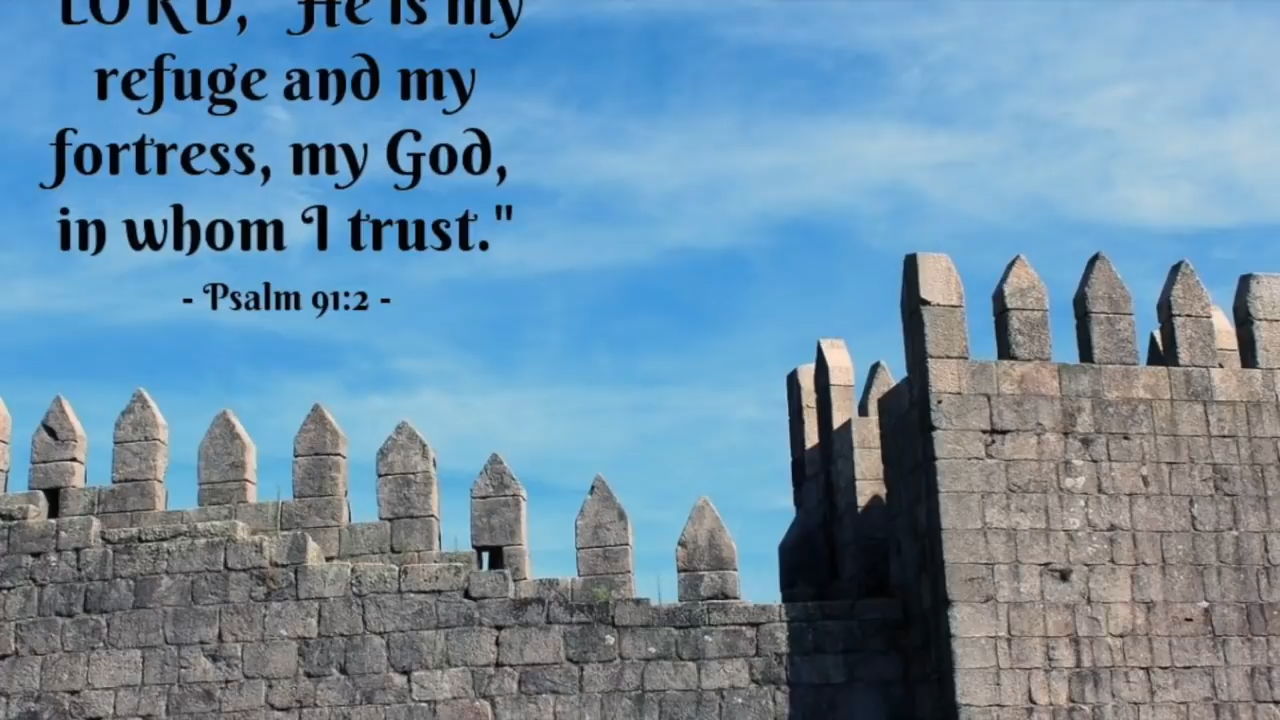 LORD, "He is my
refuge and my
fortress, my God,
in whom I trust."
- Psalm 91:2 -